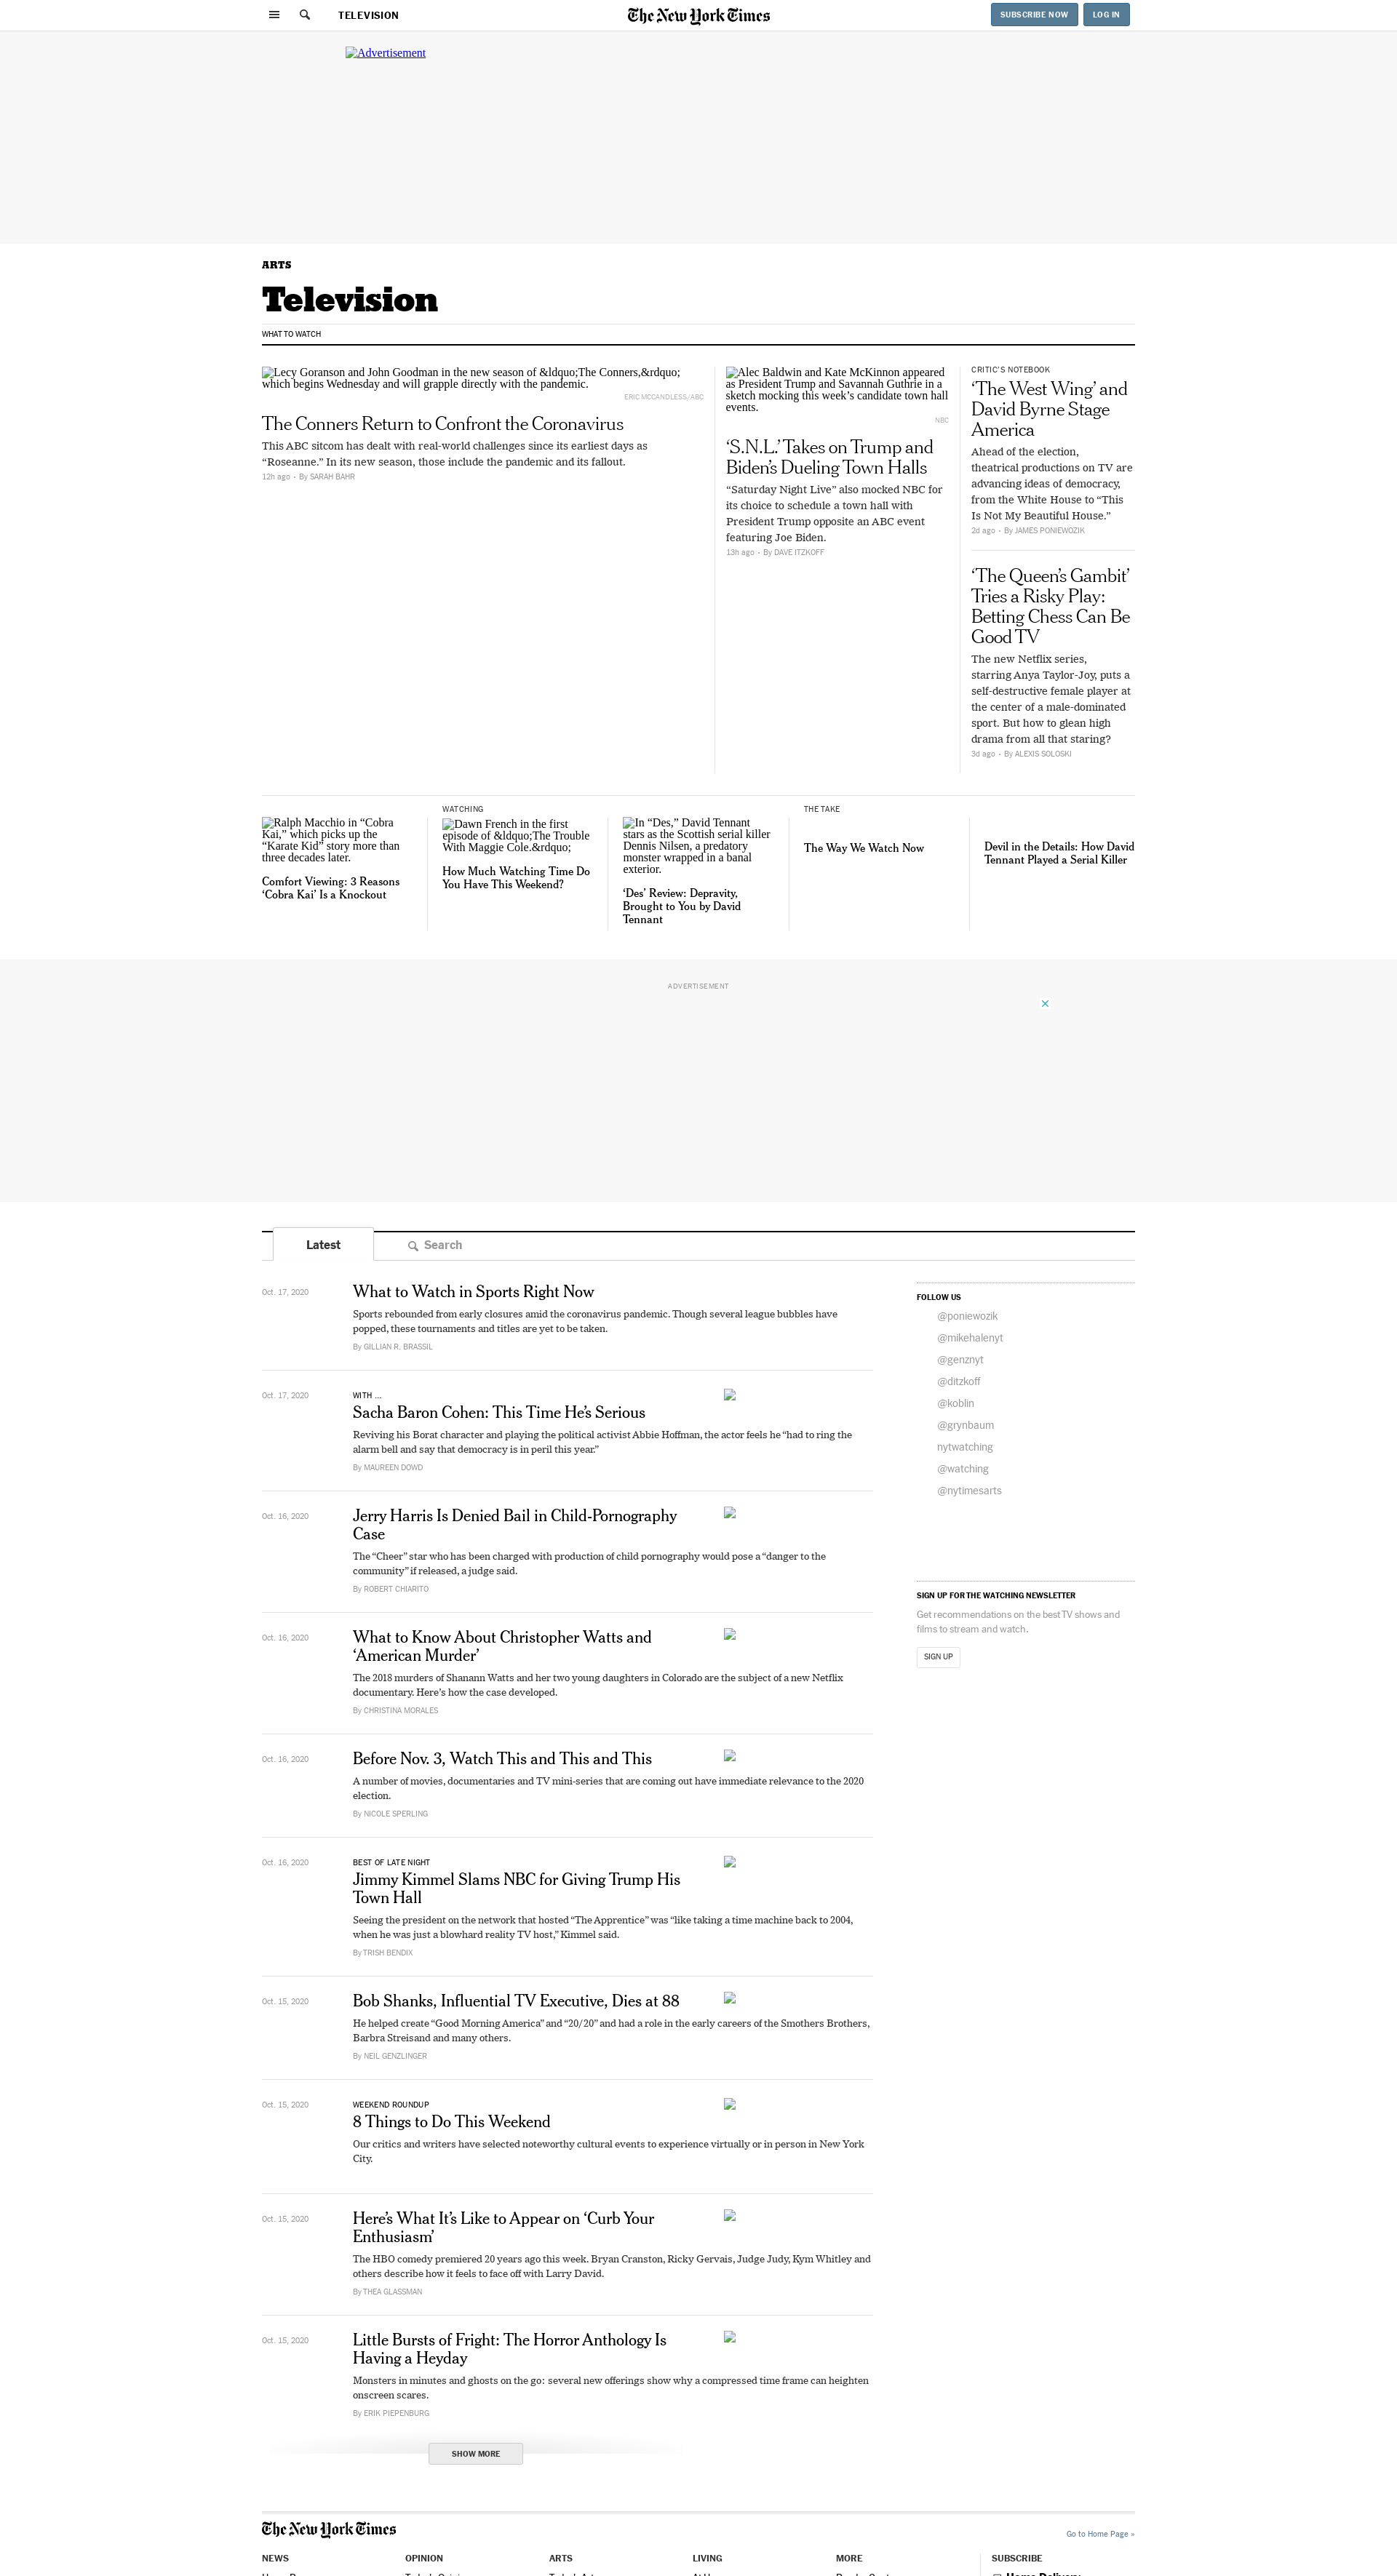 TELEVISION
The New York Times
SUBSCRIBE NOW
LOG IN
Advertisement
ARTS
Television
WHAT TO WATCH
Lecy Goranson and John Goodman in the new season of &ldquo;The Conners,&rdquo;
which begins Wednesday and will grapple directly with the pandemic.
ERIC MCCANDLESS/ABC
The Conners Return to Confront the Coronavirus
This ABC sitcom has dealt with real-world challenges since its earliest days as
“Roseanne.” In its new season, those include the pandemic and its fallout.
12h ago • By SARAH BAHR
Alec Baldwin and Kate McKinnon appeared
as President Trump and Savannah Guthrie in a
sketch mocking this week’s candidate town hall
events.
NBC
‘S.N.L.’ Takes on Trump and
Biden’s Dueling Town Halls
“Saturday Night Live” also mocked NBC for
its choice to schedule a town hall with
President Trump opposite an ABC event
featuring Joe Biden.
13h ago • By DAVE ITZKOFF
CRITIC’S NOTEBOOK
‘The West Wing’ and
David Byrne Stage
America
Ahead of the election,
theatrical productions on TV are
advancing ideas of democracy,
from the White House to “This
Is Not My Beautiful House.”
2d ago • By JAMES PONIEWOZIK
‘The Queen’s Gambit’
Tries a Risky Play:
Betting Chess Can Be
Good TV
The new Netflix series,
starring Anya Taylor-Joy, puts a
self-destructive female player at
the center of a male-dominated
sport. But how to glean high
drama from all that staring?
3d ago • By ALEXIS SOLOSKI
Ralph Macchio in “Cobra
Kai,” which picks up the
“Karate Kid” story more than
three decades later.
Comfort Viewing: 3 Reasons
‘Cobra Kai’ Is a Knockout
WATCHING
Dawn French in the first
episode of &ldquo;The Trouble
With Maggie Cole.&rdquo;
How Much Watching Time Do
You Have This Weekend?
In “Des,” David Tennant
stars as the Scottish serial killer
Dennis Nilsen, a predatory
monster wrapped in a banal
exterior.
‘Des’ Review: Depravity,
Brought to You by David
Tennant
THE TAKE
The Way We Watch Now
Devil in the Details: How David
Tennant Played a Serial Killer
ADVERTISEMENT
Latest
Search
Oct. 17, 2020
What to Watch in Sports Right Now
Sports rebounded from early closures amid the coronavirus pandemic. Though several league bubbles have
popped, these tournaments and titles are yet to be taken.
By GILLIAN R. BRASSIL
Oct. 17, 2020
WITH ...
Sacha Baron Cohen: This Time He’s Serious
Reviving his Borat character and playing the political activist Abbie Hoffman, the actor feels he “had to ring the
alarm bell and say that democracy is in peril this year.”
By MAUREEN DOWD
Oct. 16, 2020
Jerry Harris Is Denied Bail in Child-Pornography
Case
The “Cheer” star who has been charged with production of child pornography would pose a “danger to the
community” if released, a judge said.
By ROBERT CHIARITO
Oct. 16, 2020
What to Know About Christopher Watts and
‘American Murder’
The 2018 murders of Shanann Watts and her two young daughters in Colorado are the subject of a new Netflix
documentary. Here’s how the case developed.
By CHRISTINA MORALES
Oct. 16, 2020
Before Nov. 3, Watch This and This and This
A number of movies, documentaries and TV mini-series that are coming out have immediate relevance to the 2020
election.
By NICOLE SPERLING
Oct. 16, 2020
BEST OF LATE NIGHT
Jimmy Kimmel Slams NBC for Giving Trump His
Town Hall
Seeing the president on the network that hosted “The Apprentice” was “like taking a time machine back to 2004,
when he was just a blowhard reality TV host,” Kimmel said.
By TRISH BENDIX
Oct. 15, 2020
Bob Shanks, Influential TV Executive, Dies at 88
He helped create “Good Morning America” and “20/20” and had a role in the early careers of the Smothers Brothers,
Barbra Streisand and many others.
By NEIL GENZLINGER
Oct. 15, 2020
WEEKEND ROUNDUP
8 Things to Do This Weekend
Our critics and writers have selected noteworthy cultural events to experience virtually or in person in New York
City.
Oct. 15, 2020
Here’s What It’s Like to Appear on ‘Curb Your
Enthusiasm’
The HBO comedy premiered 20 years ago this week. Bryan Cranston, Ricky Gervais, Judge Judy, Kym Whitley and
others describe how it feels to face off with Larry David.
By THEA GLASSMAN
Oct. 15, 2020
Little Bursts of Fright: The Horror Anthology Is
Having a Heyday
Monsters in minutes and ghosts on the go: several new offerings show why a compressed time frame can heighten
onscreen scares.
By ERIK PIEPENBURG
SHOW MORE
FOLLOW US
@poniewozik
@mikehalenyt
@genznyt
@ditzkoff
@koblin
@grynbaum
nytwatching
@watching
@nytimesarts
SIGN UP FOR THE WATCHING NEWSLETTER
Get recommendations on the best TV shows and
films to stream and watch.
SIGN UP
The New York Times
Go to Home Page »
NEWS
OPINION
ARTS
LIVING
MORE
SUBSCRIBE